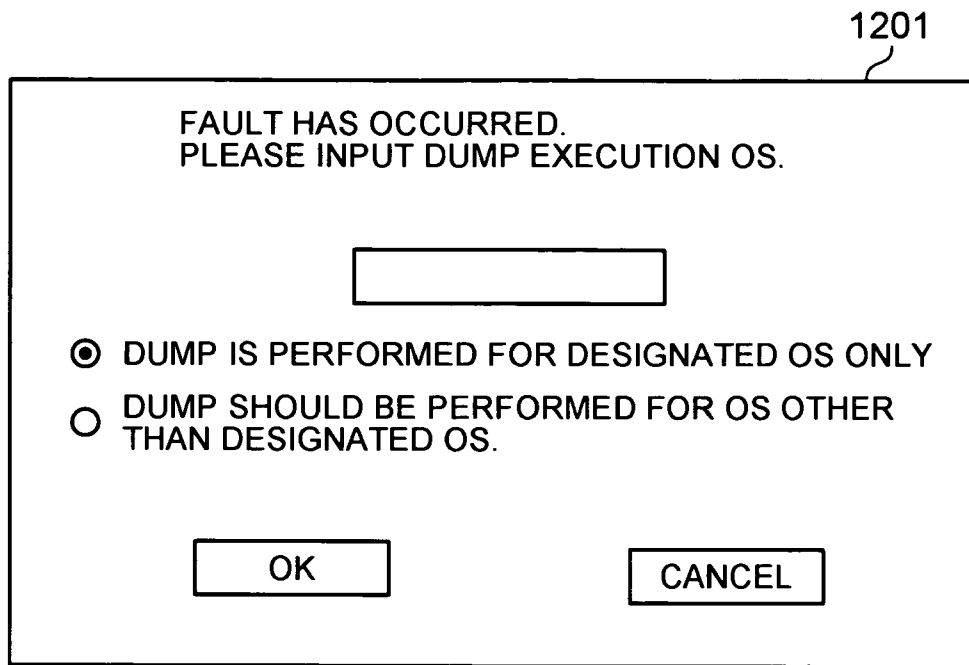 1201
FAULT HAS OCCURRED.
PLEASE INPUT DUMP EXECUTION OS.
DUMP IS PERFORMED FOR DESIGNATED OS ONLY
DUMP SHOULD BE PERFORMED FOR OS OTHER
THAN DESIGNATED OS.
OK
CANCEL